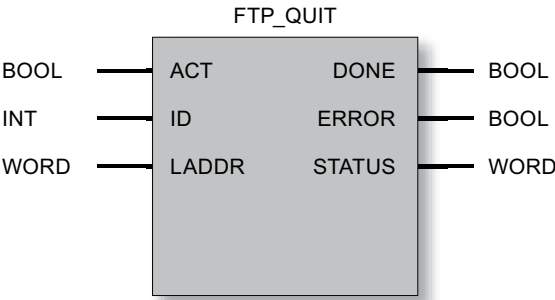 FTP_QUIT
BOOL ACT DONE BOOL
INT ID ERROR BOOL
WORD LADDR STATUS WORD